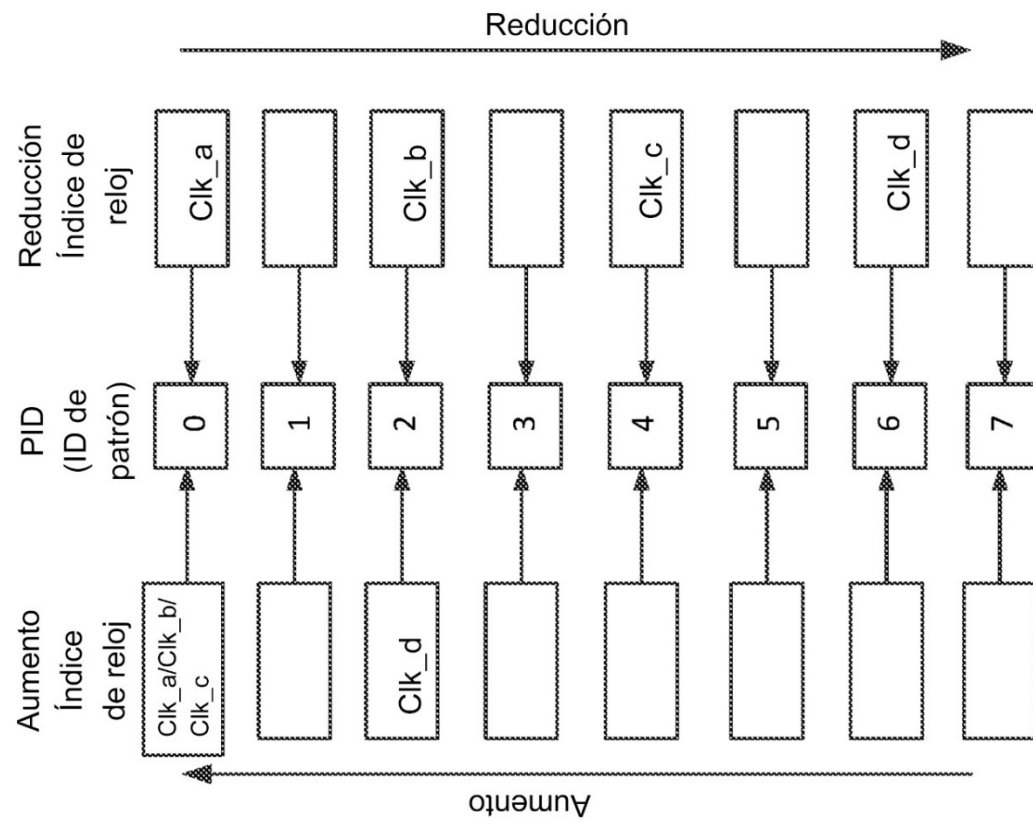 Reducción
Reducción
Índice de
reloj
Clk_a
Clk_b
Clk_c
Clk_d
PID
(ID de
patrón)
0
1
2
3
4
5
6
7
Aumento
Índice
de reloj
Clk_a/Clk_b/
Clk_c
Clk_d
Aumento